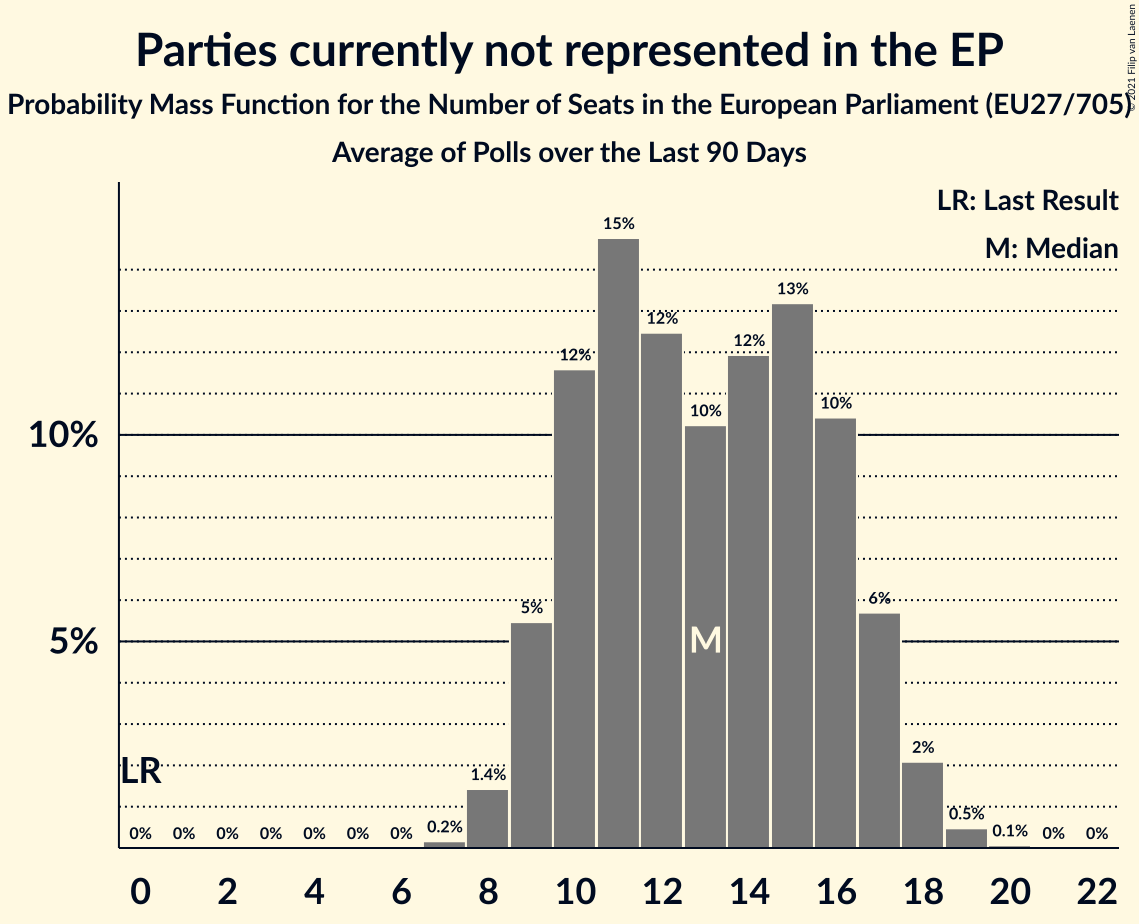 Parties currently not represented in the EP
Probability Mass Function for the Number of Seats in the European Parliament (EU27/705)
Average of Polls over the Last 90 Days
© 2021 Filip van Laenen
LR: Last Result
M: Median
15%
13%
12%
12%
12%
10%
10%
10%
6%
5%
5%
M
2%
LR
1.4%
0.5%
0.2%
0.1%
0% 0% 0% 0% 0% 0% 0% 0% 0%
0 2 4 6 8 10 12 14 16 18 20 22